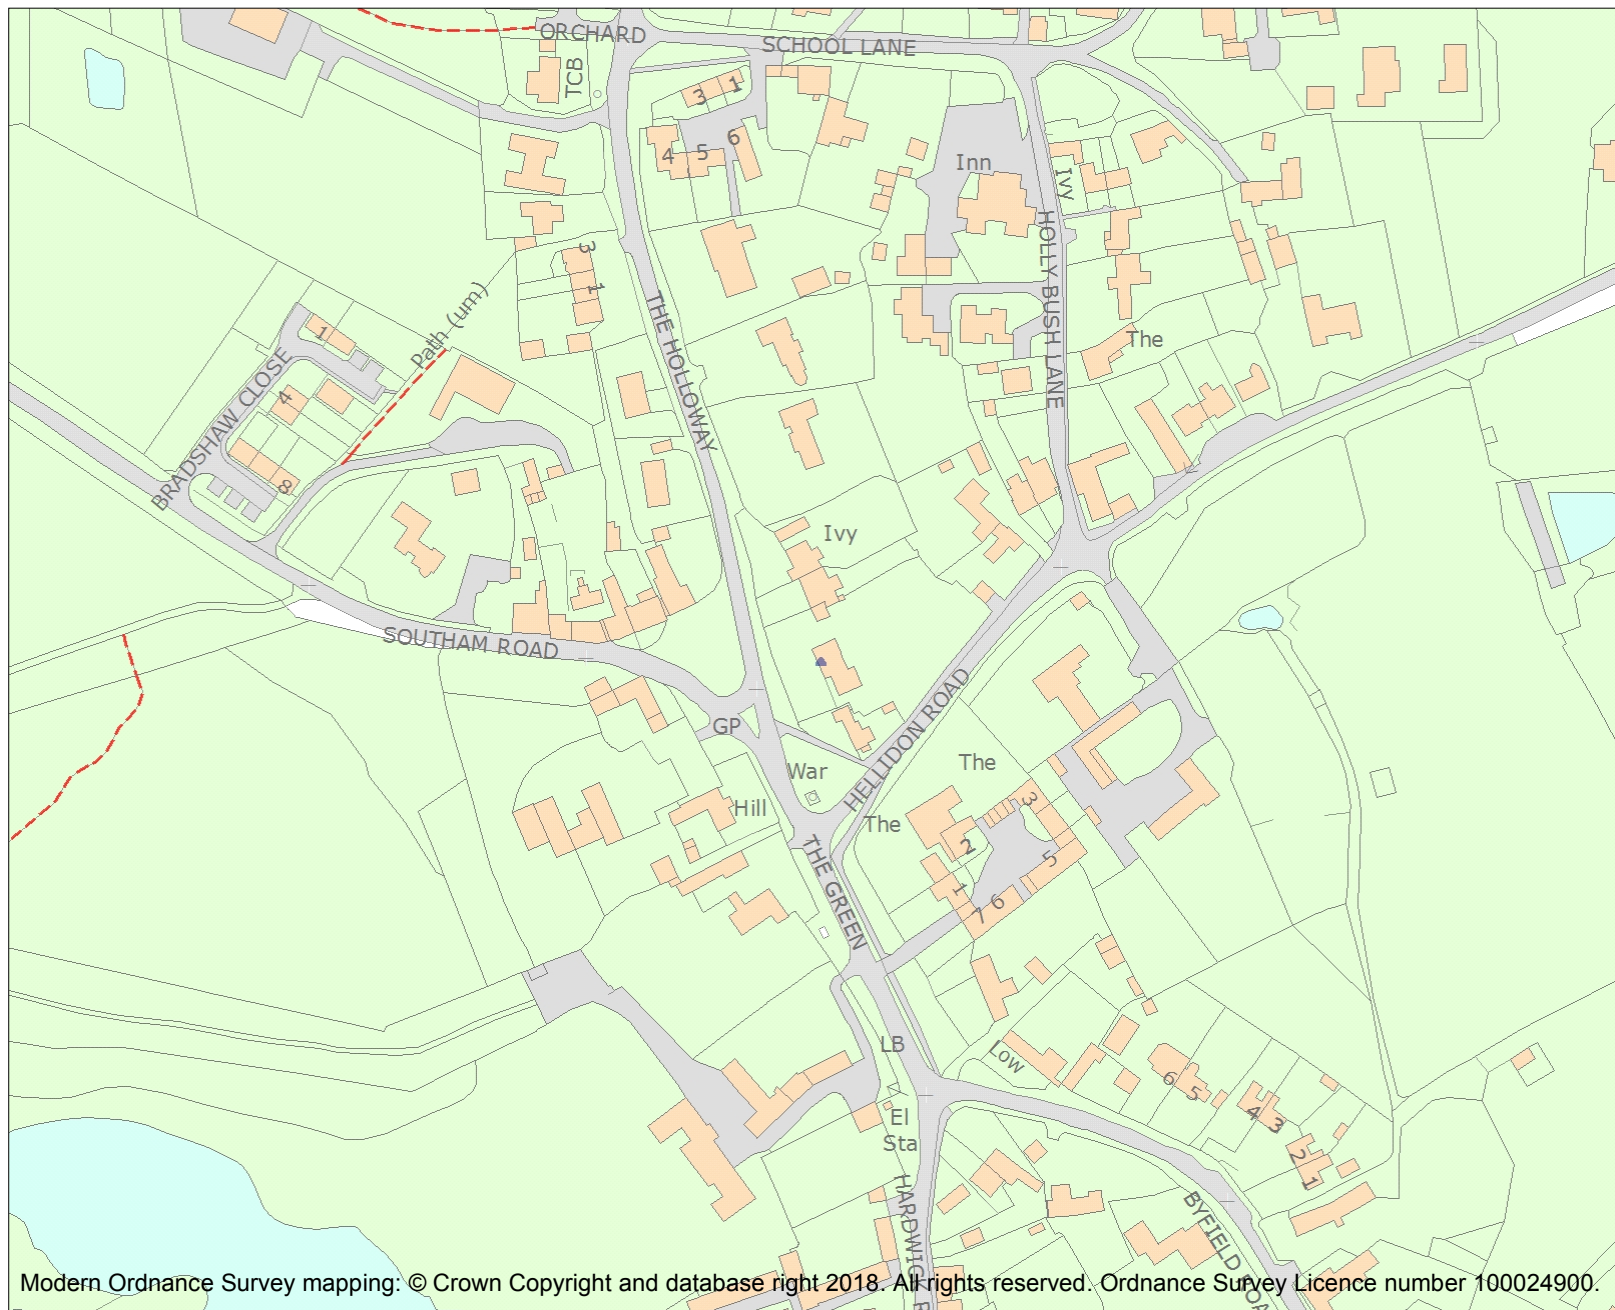 ORCHARD
SCHOOL LANE
TCB
3
1
6
4
5
Inn
Ivy
HOLLY BUSH LANE
3
1
THE HOLLOWAY
Path (um)
1
BRADSHAW CLOSE
4
8
The
Ivy
SOUTHAM ROAD
GP
HELLIDON ROAD
War
The
Hill
The
3
2
5
1
7 6
THE GREEN
LB
Low
6
5
4
3
2
1
El
Sta
HARDWICK R
BYFIELD ROA
Modern Ordnance Survey mapping: © Crown Copyright and database right 2018. All rights reserved. Ordnance Survey Licence number 100024900.